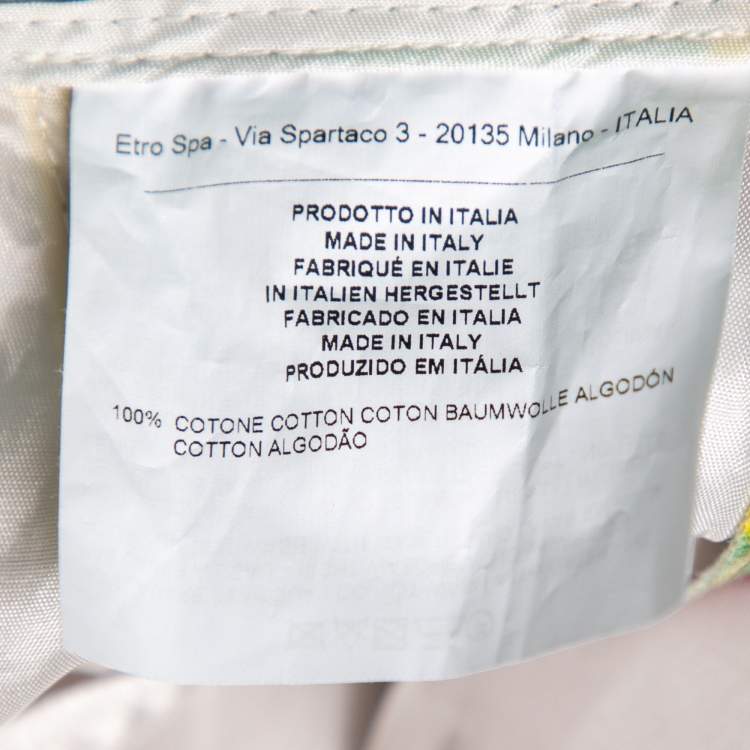 Etro Spa - Via Spartaco 3 - 20135 Milano - ITALIA
PRODOTTO IN ITALIA
MADE IN ITALY
FABRIQUÉ EN ITALIE
IN ITALIEN HERGESTELLT
FABRICADO EN ITALIA
MADE IN ITALY
PRODUZIDO EM ITÁLIA
100% COTONE COTTON COTON BAUMWOLLE ALGODÓN
COTTON ALGODÃO